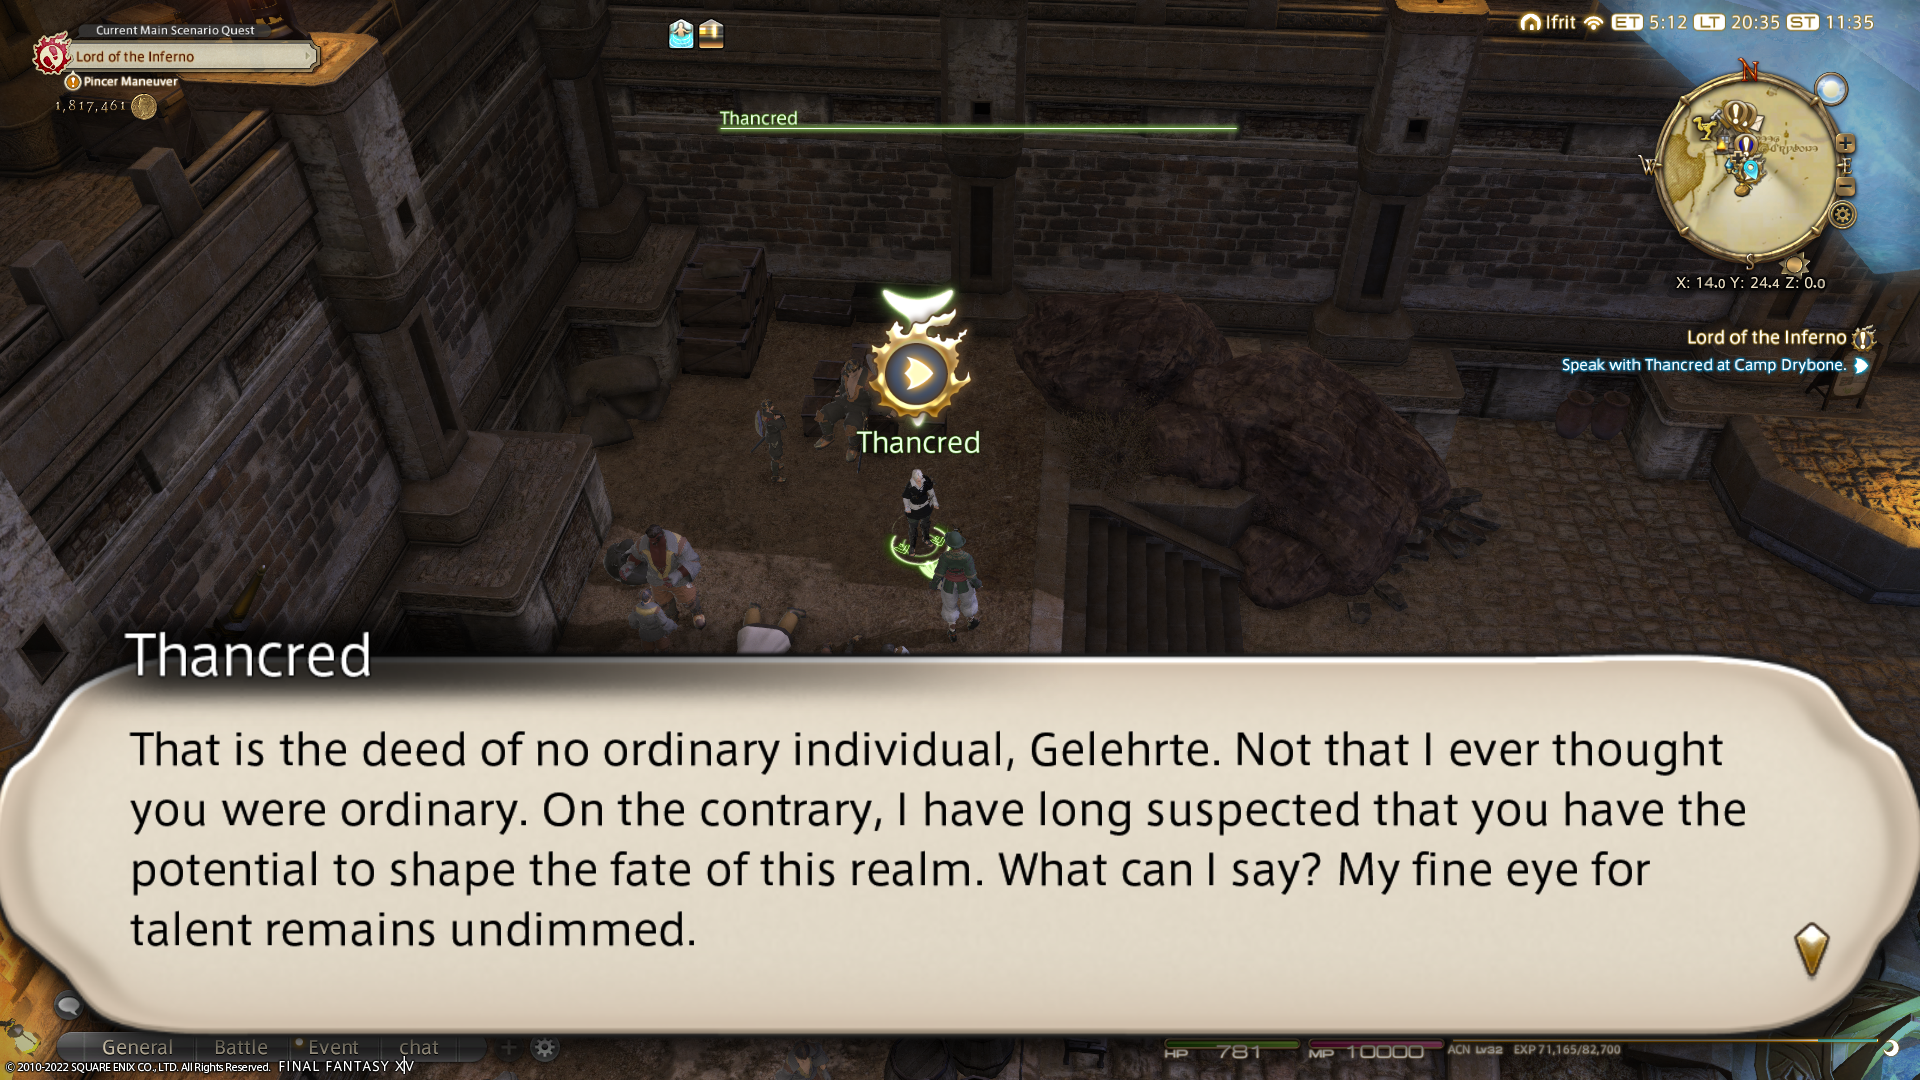 Current Main Scenario Quest
Lord of the Inferno
Pincer Maneuver
1,817,461
Ifrit ET 5:12 LT 20:35 ST 11:35
Thancred
N
W
E
S
X: 14.0 Y: 24.4 Z: 0.0
Lord of the Inferno
Speak with Thancred at Camp Drybone.
Thancred
Thancred
That is the deed of no ordinary individual, Gelehrte. Not that I ever thought
you were ordinary. On the contrary, I have long suspected that you have the
potential to shape the fate of this realm. What can I say? My fine eye for
talent remains undimmed.
General Battle Event chat
HP 781 MP 10000 ACN Lv32 EXP 71,165/82,700
© 2010-2022 SQUARE ENIX CO., LTD. All Rights Reserved. FINAL FANTASY XIV